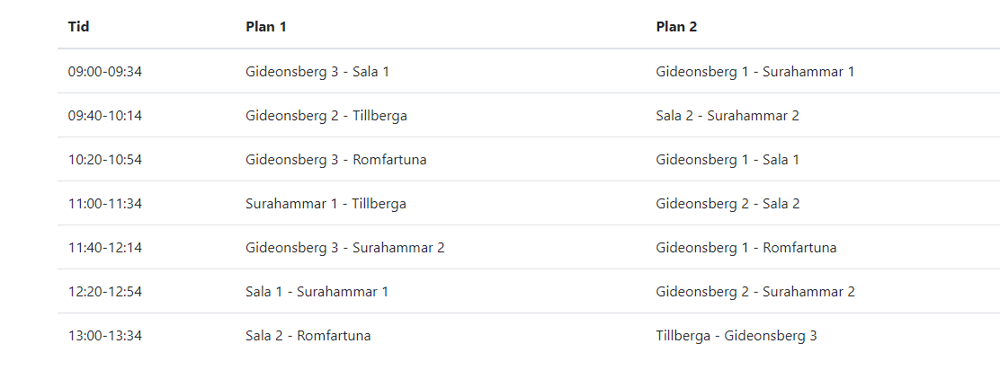 Tid Plan 1 Plan 2
09:00-09:34 Gideonsberg 3 - Sala 1 Gideonsberg 1 - Surahammar 1
09:40-10:14 Gideonsberg 2 - Tillberga Sala 2 - Surahammar 2
10:20-10:54 Gideonsberg 3 - Romfartuna Gideonsberg 1 - Sala 1
11:00-11:34 Surahammar 1 - Tillberga Gideonsberg 2 - Sala 2
11:40-12:14 Gideonsberg 3 - Surahammar 2 Gideonsberg 1 - Romfartuna
12:20-12:54 Sala 1 - Surahammar 1 Gideonsberg 2 - Surahammar 2
13:00-13:34 Sala 2 - Romfartuna Tillberga - Gideonsberg 3